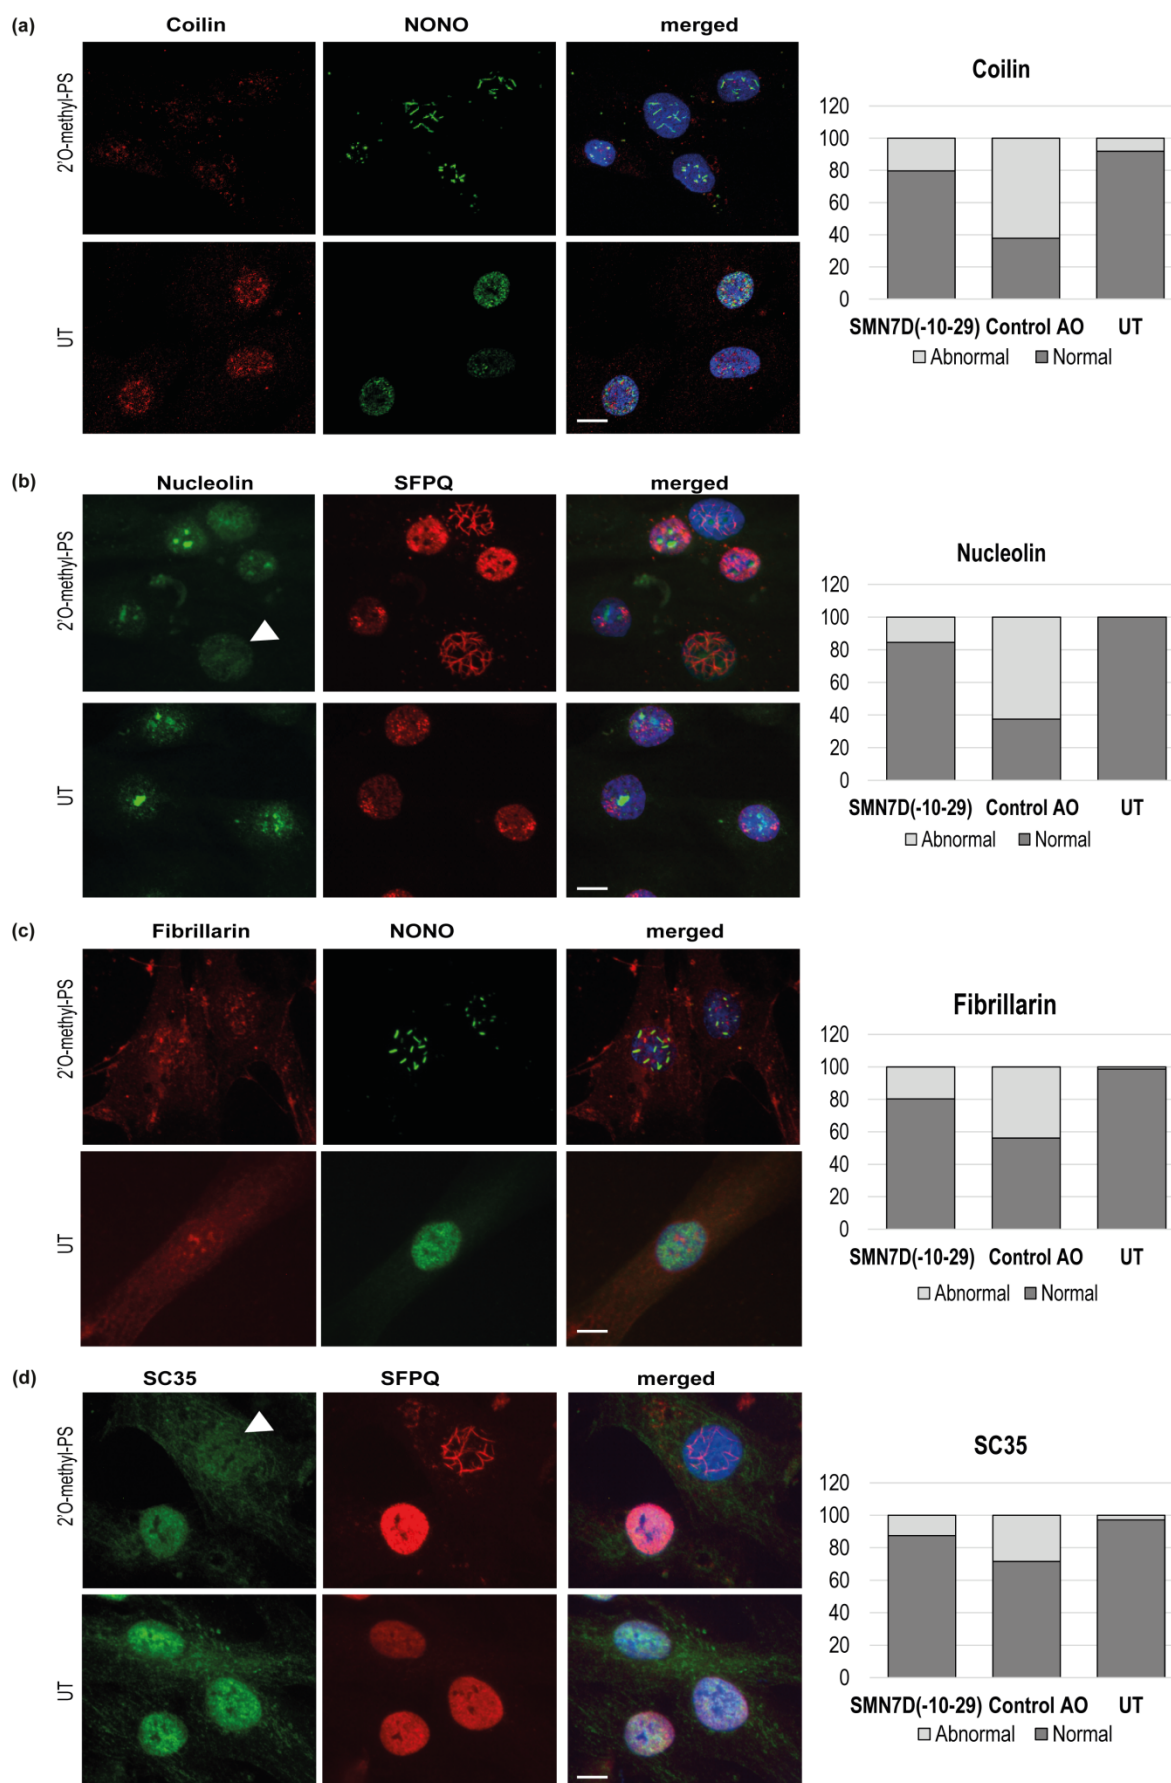 (a)
Coilin NONO merged
2'O-methyl-PS
UT
Coilin
120
100
80
60
40
20
0
SMN7D(-10-29) Control AO UT
Abnormal Normal
(b)
Nucleolin SFPQ merged
2'O-methyl-PS
UT
Nucleolin
120
100
80
60
40
20
0
SMN7D(-10-29) Control AO UT
Abnormal Normal
(c)
Fibrillarin NONO merged
2'O-methyl-PS
UT
Fibrillarin
120
100
80
60
40
20
0
SMN7D(-10-29) Control AO UT
Abnormal Normal
(d)
SC35 SFPQ merged
2'O-methyl-PS
UT
SC35
120
100
80
60
40
20
0
SMN7D(-10-29) Control AO UT
Abnormal Normal